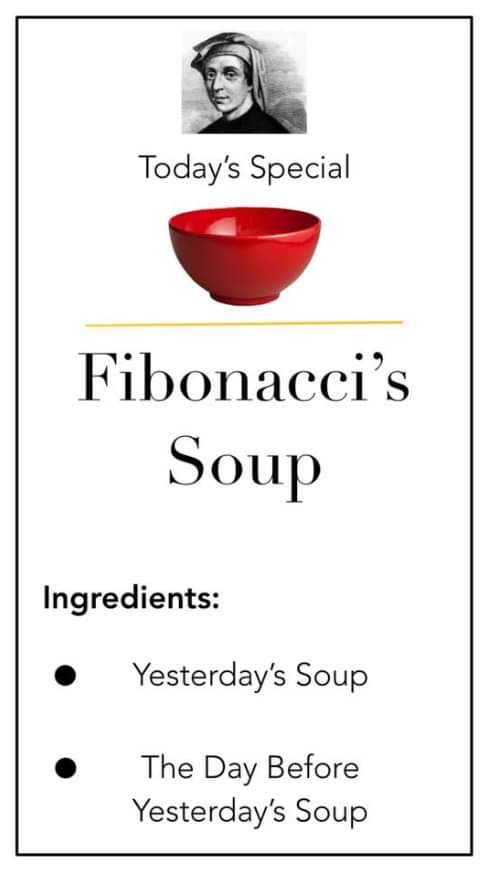 Today’s Special
Fibonacci’s
Soup
Ingredients:
Yesterday’s Soup
The Day Before
Yesterday’s Soup